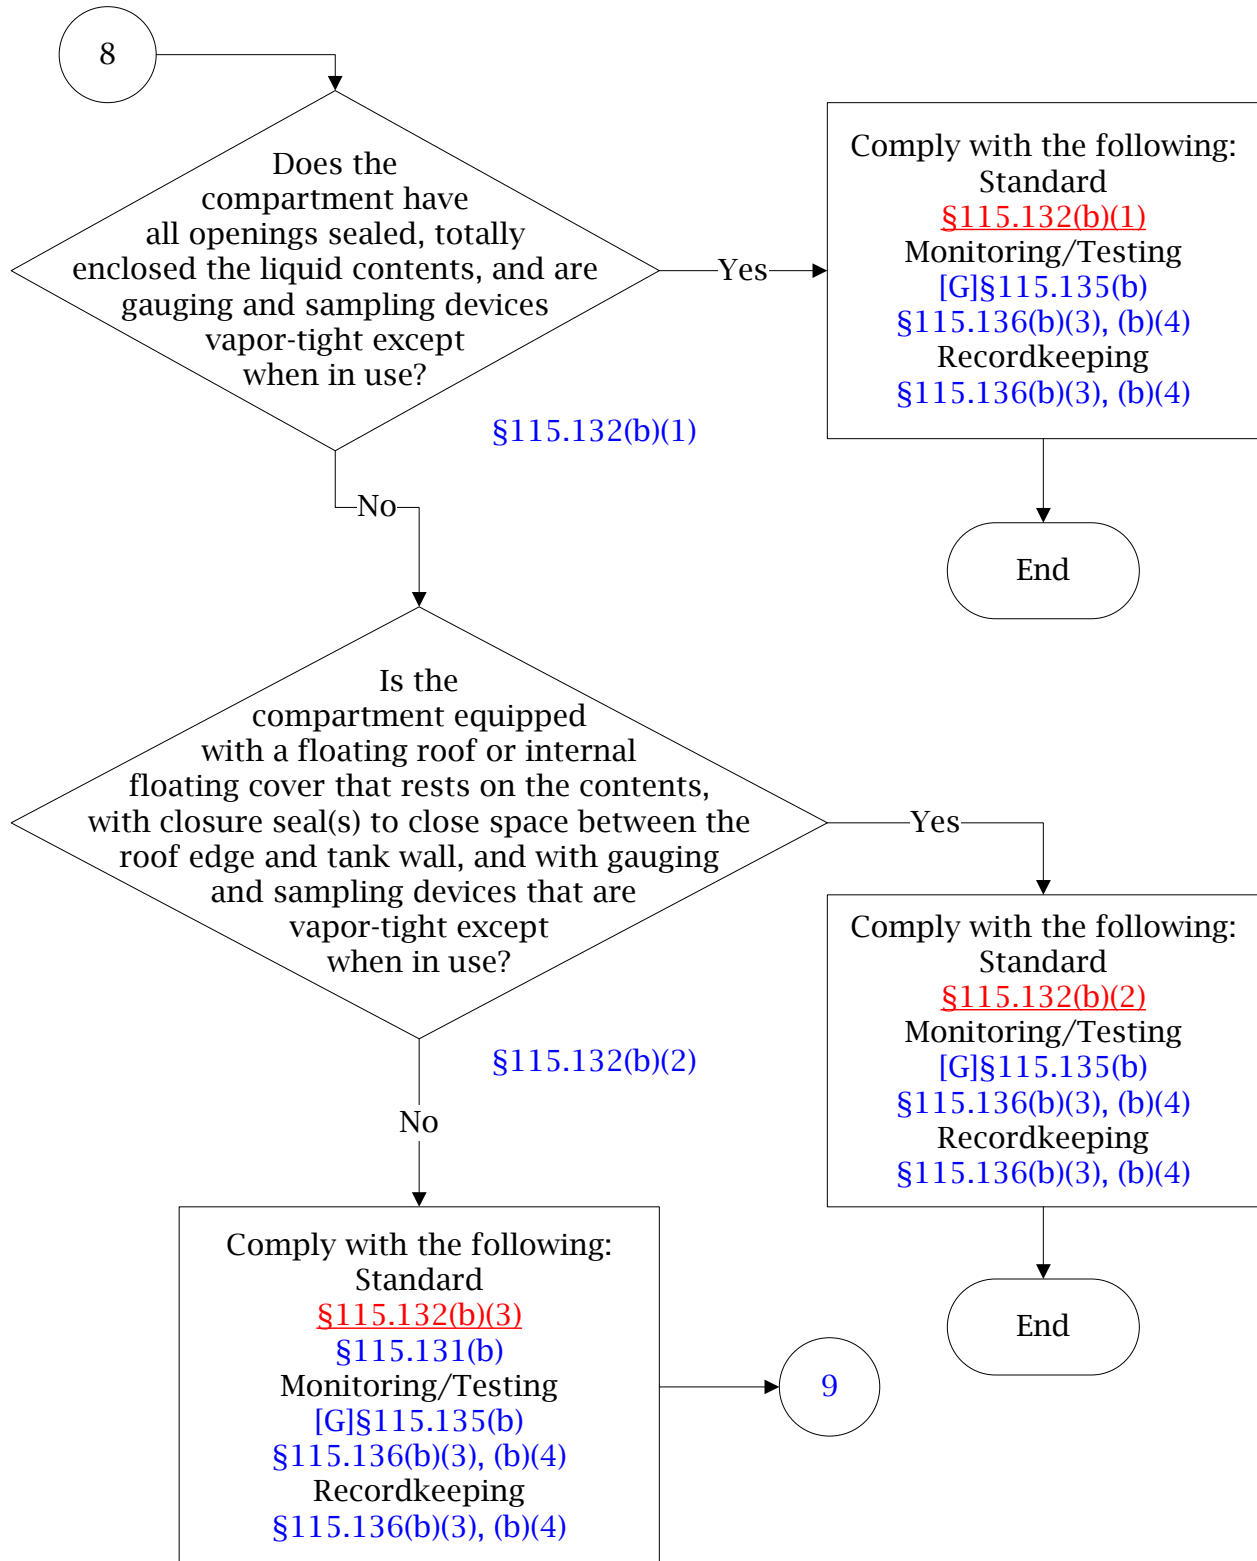 8
Does the
compartment have
all openings sealed, totally
enclosed the liquid contents, and are
gauging and sampling devices
vapor-tight except
when in use?
§115.132(b)(1)
Yes
Comply with the following:
Standard
§115.132(b)(1)
Monitoring/Testing
[G]§115.135(b)
§115.136(b)(3), (b)(4)
Recordkeeping
§115.136(b)(3), (b)(4)
End
No
Is the
compartment equipped
with a floating roof or internal
floating cover that rests on the contents,
with closure seal(s) to close space between the
roof edge and tank wall, and with gauging
and sampling devices that are
vapor-tight except
when in use?
§115.132(b)(2)
Yes
Comply with the following:
Standard
§115.132(b)(2)
Monitoring/Testing
[G]§115.135(b)
§115.136(b)(3), (b)(4)
Recordkeeping
§115.136(b)(3), (b)(4)
End
No
Comply with the following:
Standard
§115.132(b)(3)
§115.131(b)
Monitoring/Testing
[G]§115.135(b)
§115.136(b)(3), (b)(4)
Recordkeeping
§115.136(b)(3), (b)(4)
9